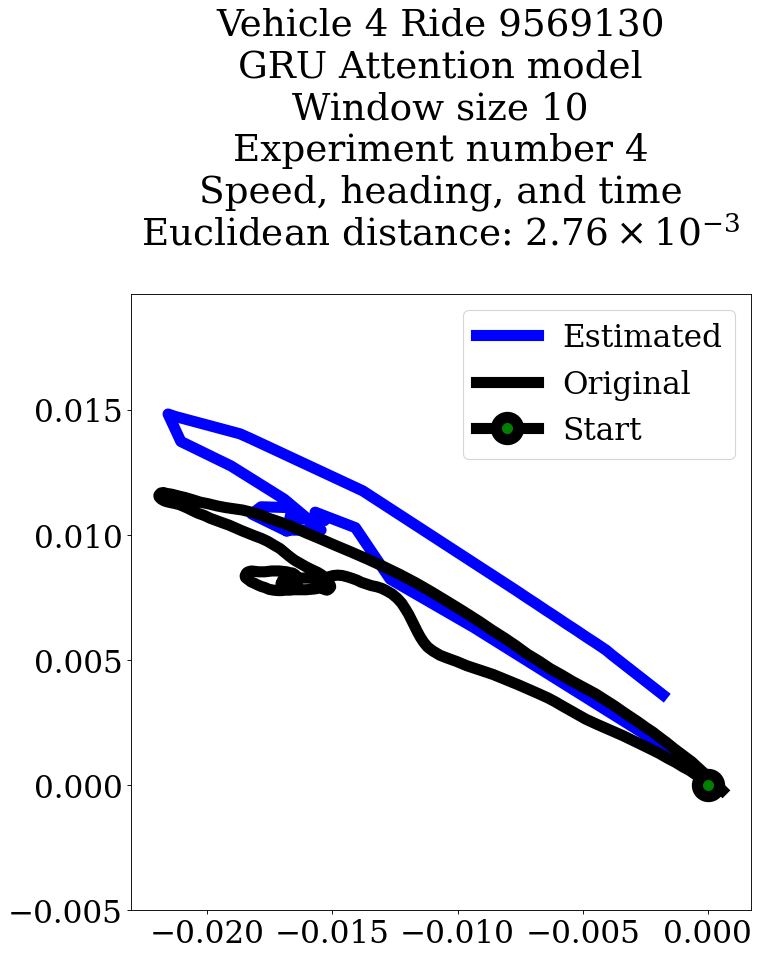 Vehicle 4 Ride 9569130
GRU Attention model
Window size 10
Experiment number 4
Speed, heading, and time
Euclidean distance: 2.76 × 10⁻³
Estimated
Original
Start
0.015
0.010
0.005
0.000
−0.005
−0.020 −0.015 −0.010 −0.005 0.000